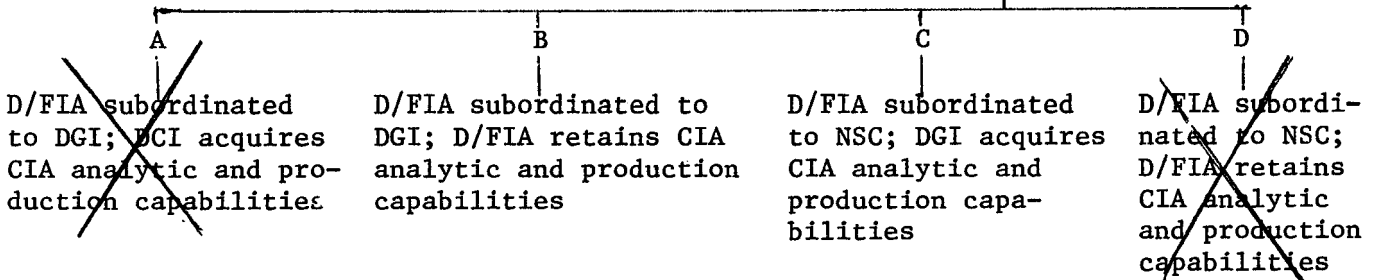 A
B
C
D
D/FIA subordinated
to DGI; DCI acquires
CIA analytic and pro-
duction capabilities
D/FIA subordinated to
DGI; D/FIA retains CIA
analytic and production
capabilities
D/FIA subordinated
to NSC; DGI acquires
CIA analytic and
production capa-
bilities
D/FIA subordi-
nated to NSC;
D/FIA retains
CIA analytic
and production
capabilities